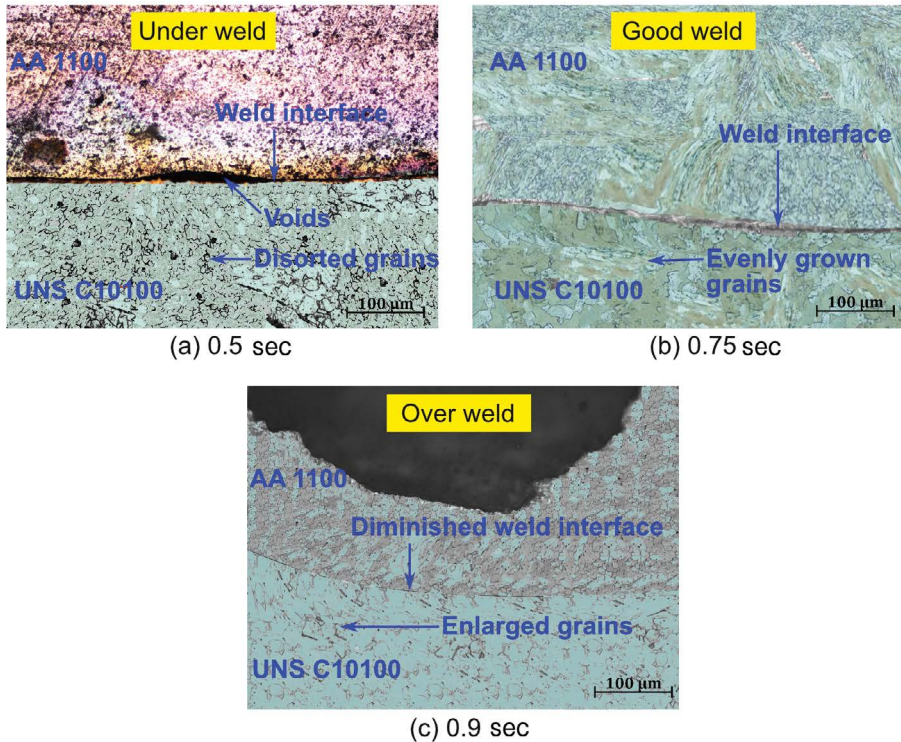 Under weld
AA 1100
Weld interface
Voids
Disorted grains
UNS C10100
100 µm
(a) 0.5 sec
Good weld
AA 1100
Weld interface
Evenly grown
grains
UNS C10100
100 µm
(b) 0.75 sec
Over weld
AA 1100
Diminished weld interface
Enlarged grains
UNS C10100
100 µm
(c) 0.9 sec